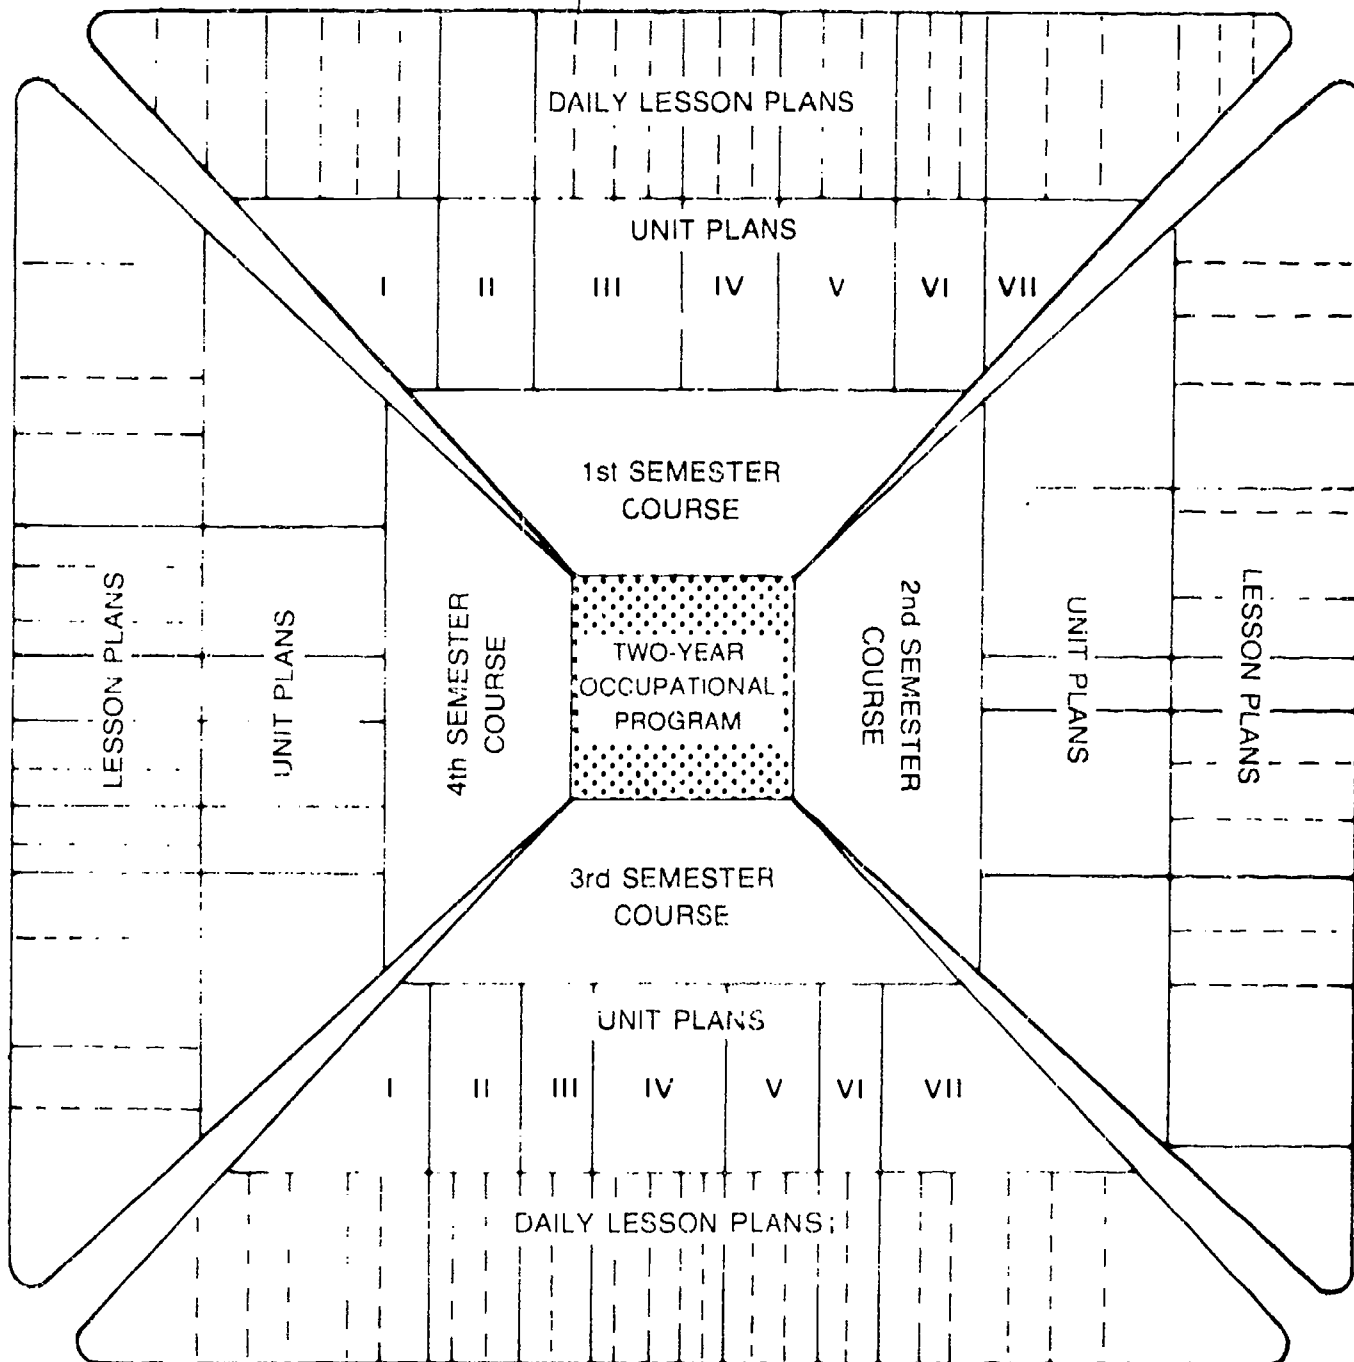 DAILY LESSON PLANS
UNIT PLANS
I II III IV V VI VII
1st SEMESTER
COURSE
LESSON PLANS
UNIT PLANS
4th SEMESTER
COURSE
TWO-YEAR
OCCUPATIONAL
PROGRAM
2nd SEMESTER
COURSE
UNIT PLANS
LESSON PLANS
3rd SEMESTER
COURSE
UNIT PLANS
I II III IV V VI VII
DAILY LESSON PLANS